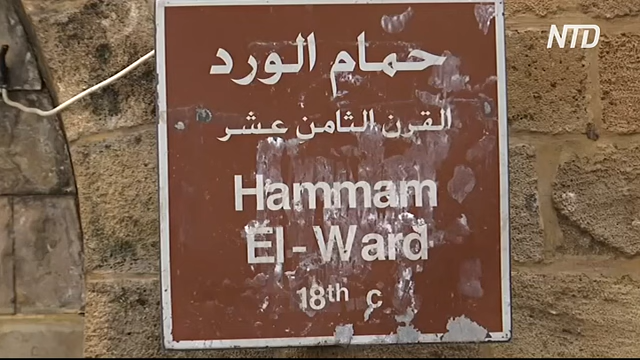 NTD
حمام الورد
القرن الثامن عشر
Hammam
El-Ward
18th c